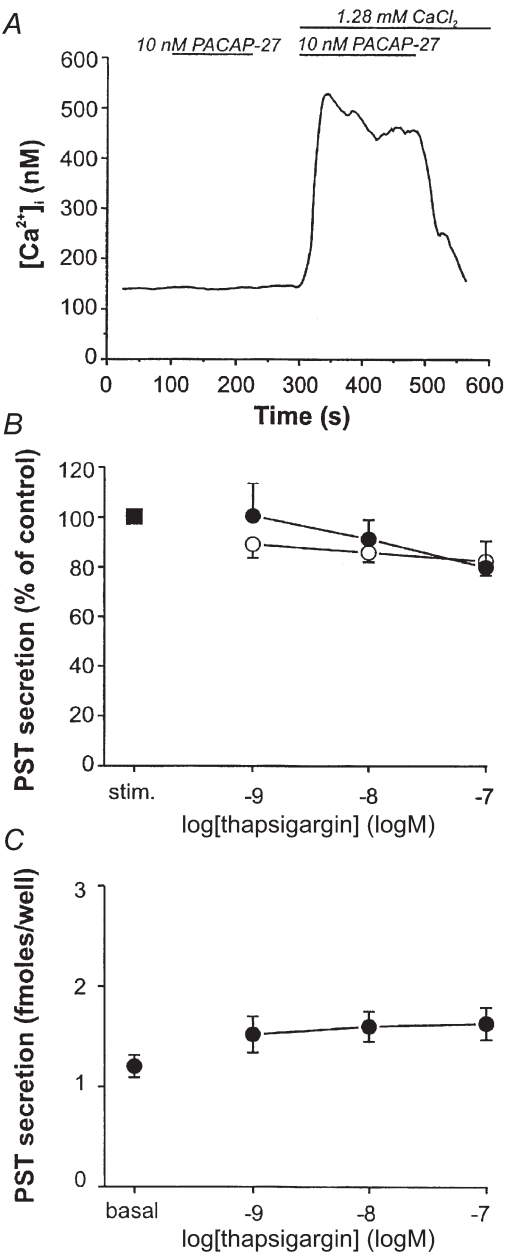 A
1.28 mM CaCl2
10 nM PACAP-27 10 nM PACAP-27
600
500
400
300
200
100
0
[Ca2+]i (nM)
0 100 200 300 400 500 600
Time (s)
B
120
100
80
60
40
20
0
PST secretion (% of control)
stim. -9 -8 -7
log[thapsigargin] (logM)
C
3
2
1
0
PST secretion (fmoles/well)
basal -9 -8 -7
log[thapsigargin] (logM)